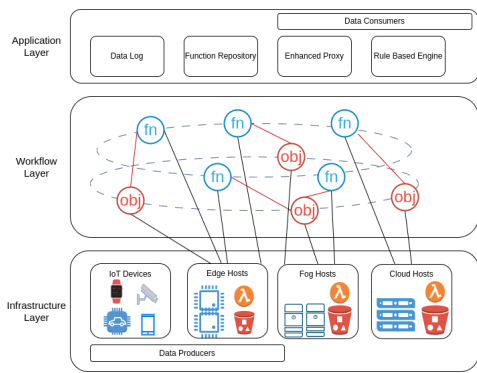 Data Consumers
Application
Layer
Data Log
Function Repository
Enhanced Proxy
Rule Based Engine
fn
fn
fn
obj
Workflow
Layer
fn
fn
obj
obj
obj
IoT Devices
Edge Hosts
Fog Hosts
Cloud Hosts
λ
λ
λ
Infrastructure
Layer
Data Producers